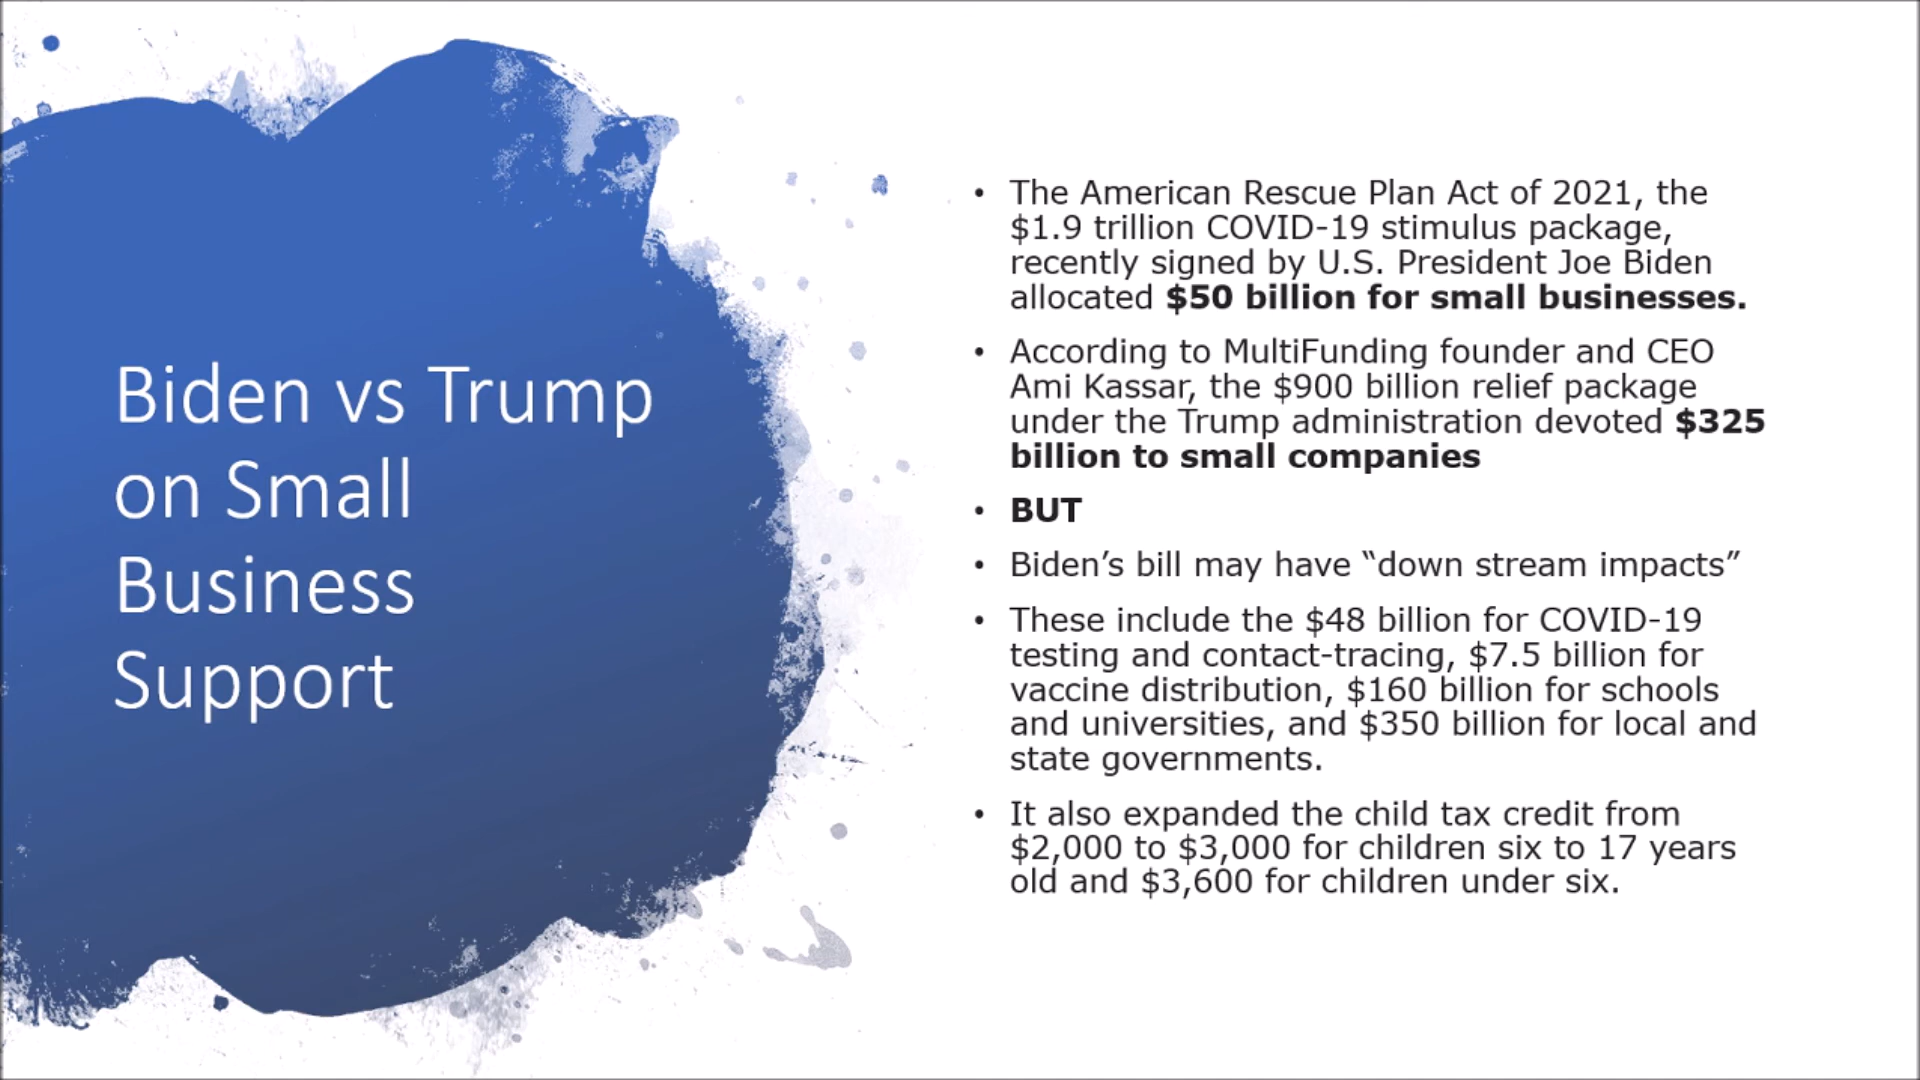 Biden vs Trump
on Small
Business
Support
• The American Rescue Plan Act of 2021, the
$1.9 trillion COVID-19 stimulus package,
recently signed by U.S. President Joe Biden
allocated $50 billion for small businesses.
• According to MultiFunding founder and CEO
Ami Kassar, the $900 billion relief package
under the Trump administration devoted $325
billion to small companies
• BUT
• Biden’s bill may have “down stream impacts”
• These include the $48 billion for COVID-19
testing and contact-tracing, $7.5 billion for
vaccine distribution, $160 billion for schools
and universities, and $350 billion for local and
state governments.
• It also expanded the child tax credit from
$2,000 to $3,000 for children six to 17 years
old and $3,600 for children under six.